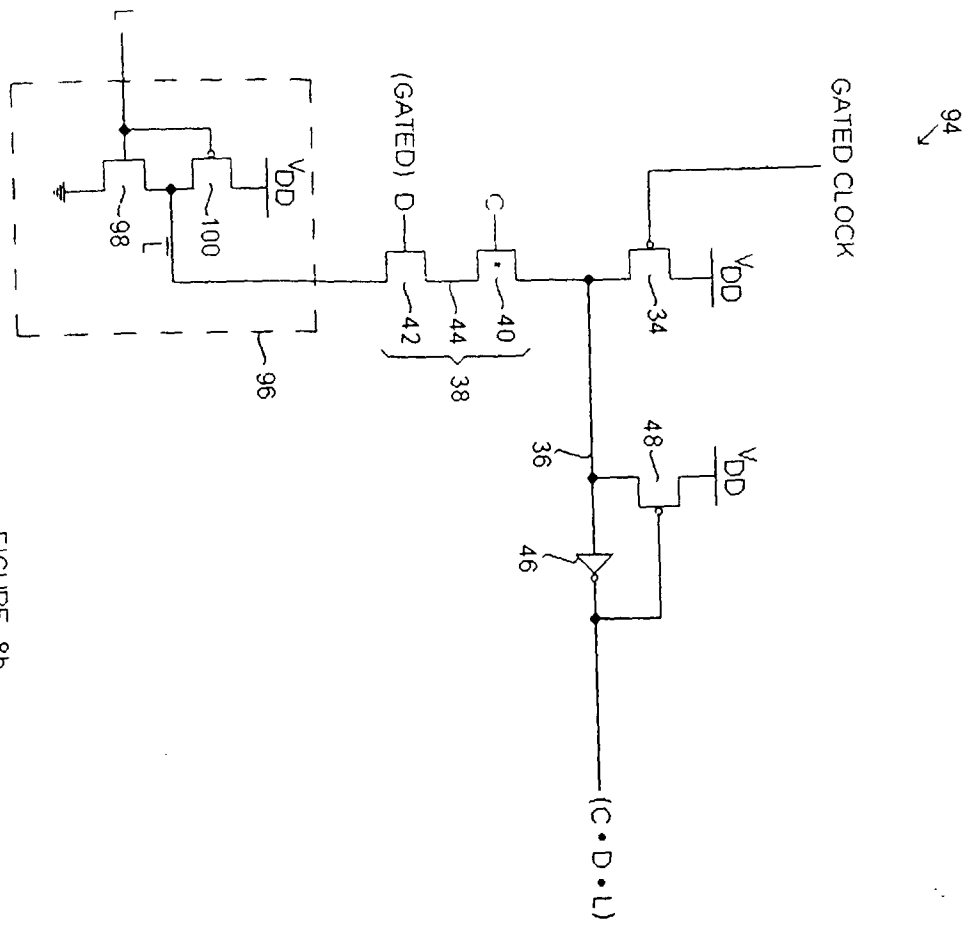 94
GATED CLOCK
VDD
34
VDD
48
36
46
(C • D • L)
C
40
44
38
(GATED) D
42
L
VDD
100
98
L̅
96
FIGURE 8b